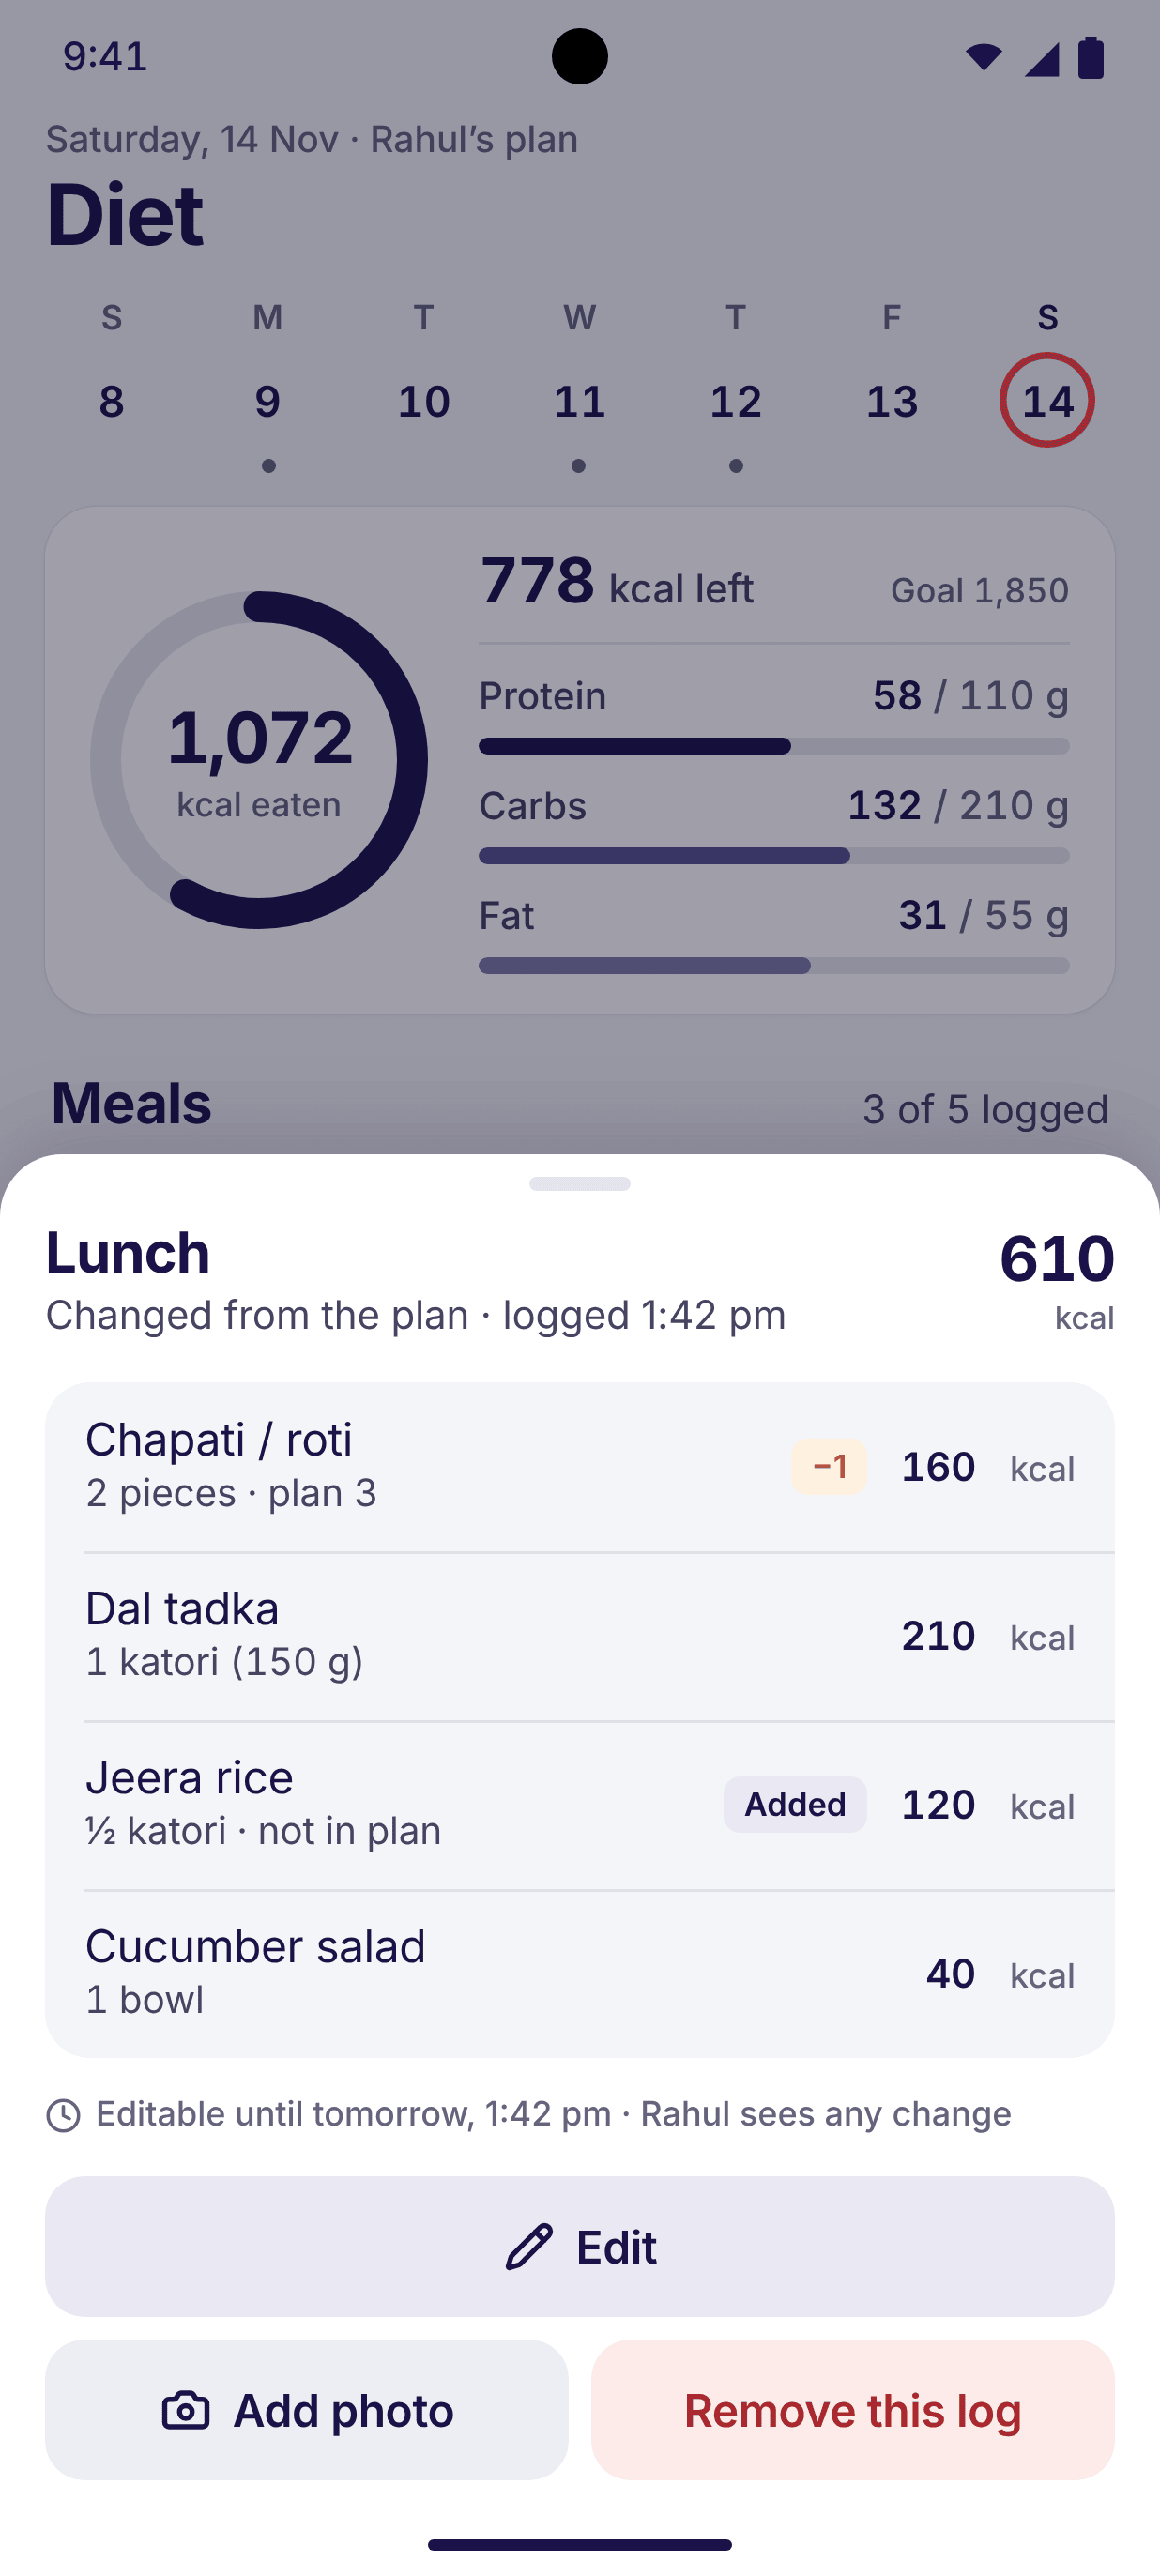 9:41
Saturday, 14 Nov · Rahul’s plan
Diet
S M T W T F S
8 9 10 11 12 13 14
778 kcal left Goal 1,850
1,072
kcal eaten
Protein 58 / 110 g
Carbs 132 / 210 g
Fat 31 / 55 g
Meals 3 of 5 logged
Lunch 610
Changed from the plan · logged 1:42 pm kcal
Chapati / roti
2 pieces · plan 3
−1 160 kcal
Dal tadka
1 katori (150 g)
210 kcal
Jeera rice
½ katori · not in plan
Added 120 kcal
Cucumber salad
1 bowl
40 kcal
Editable until tomorrow, 1:42 pm · Rahul sees any change
Edit
Add photo
Remove this log